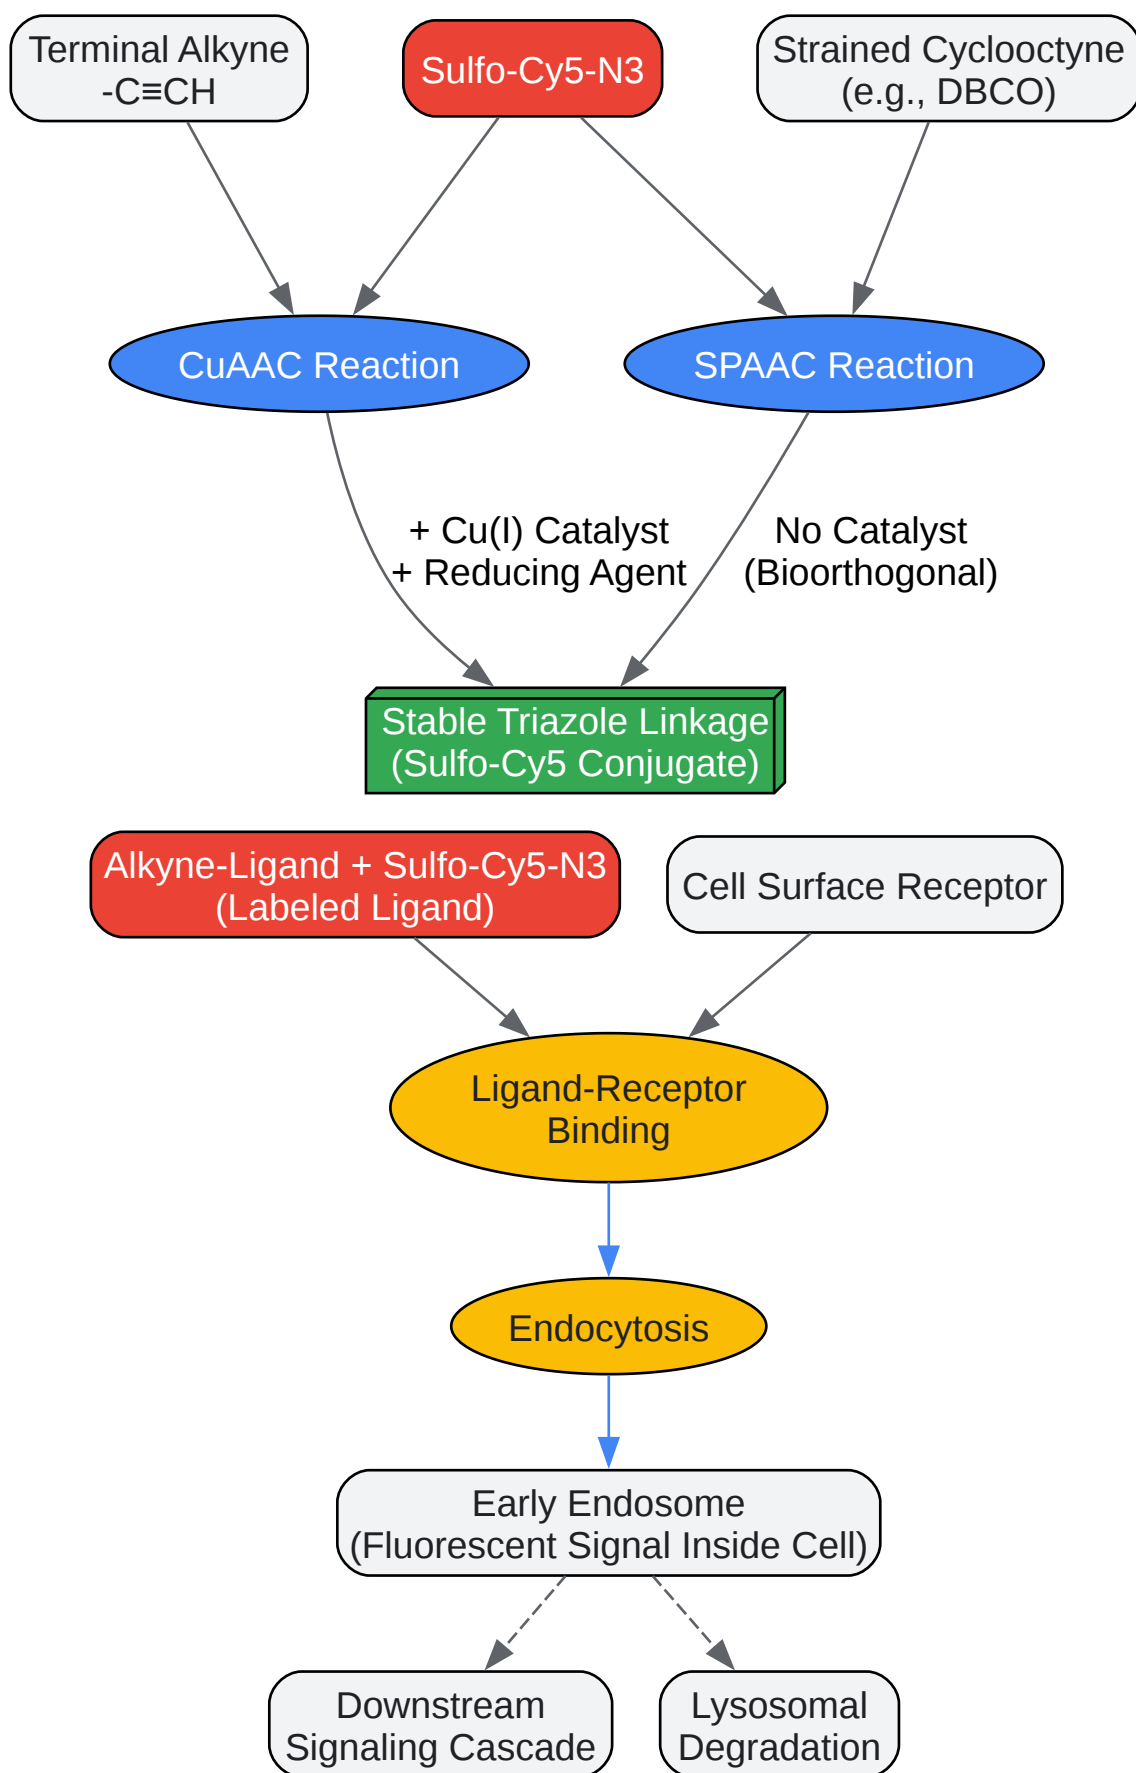 Terminal Alkyne
-C≡CH
Sulfo-Cy5-N3
Strained Cyclooctyne
(e.g., DBCO)
CuAAC Reaction
SPAAC Reaction
+ Cu(I) Catalyst
+ Reducing Agent
No Catalyst
(Bioorthogonal)
Stable Triazole Linkage
(Sulfo-Cy5 Conjugate)
Alkyne-Ligand + Sulfo-Cy5-N3
(Labeled Ligand)
Cell Surface Receptor
Ligand-Receptor
Binding
Endocytosis
Early Endosome
(Fluorescent Signal Inside Cell)
Downstream
Signaling Cascade
Lysosomal
Degradation